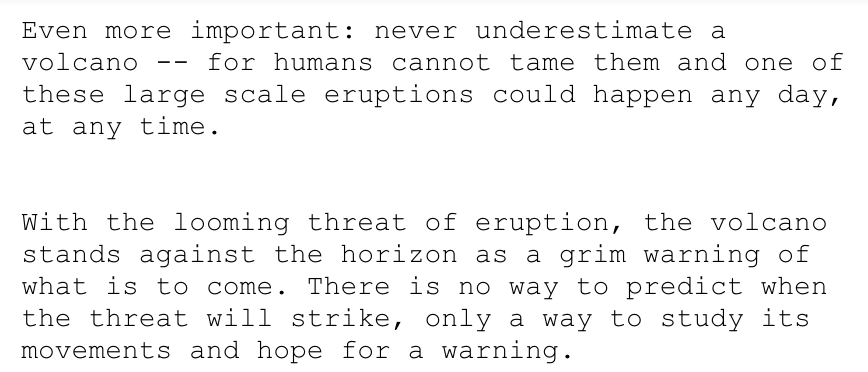 Even more important: never underestimate a
volcano -- for humans cannot tame them and one of
these large scale eruptions could happen any day,
at any time.
With the looming threat of eruption, the volcano
stands against the horizon as a grim warning of
what is to come. There is no way to predict when
the threat will strike, only a way to study its
movements and hope for a warning.